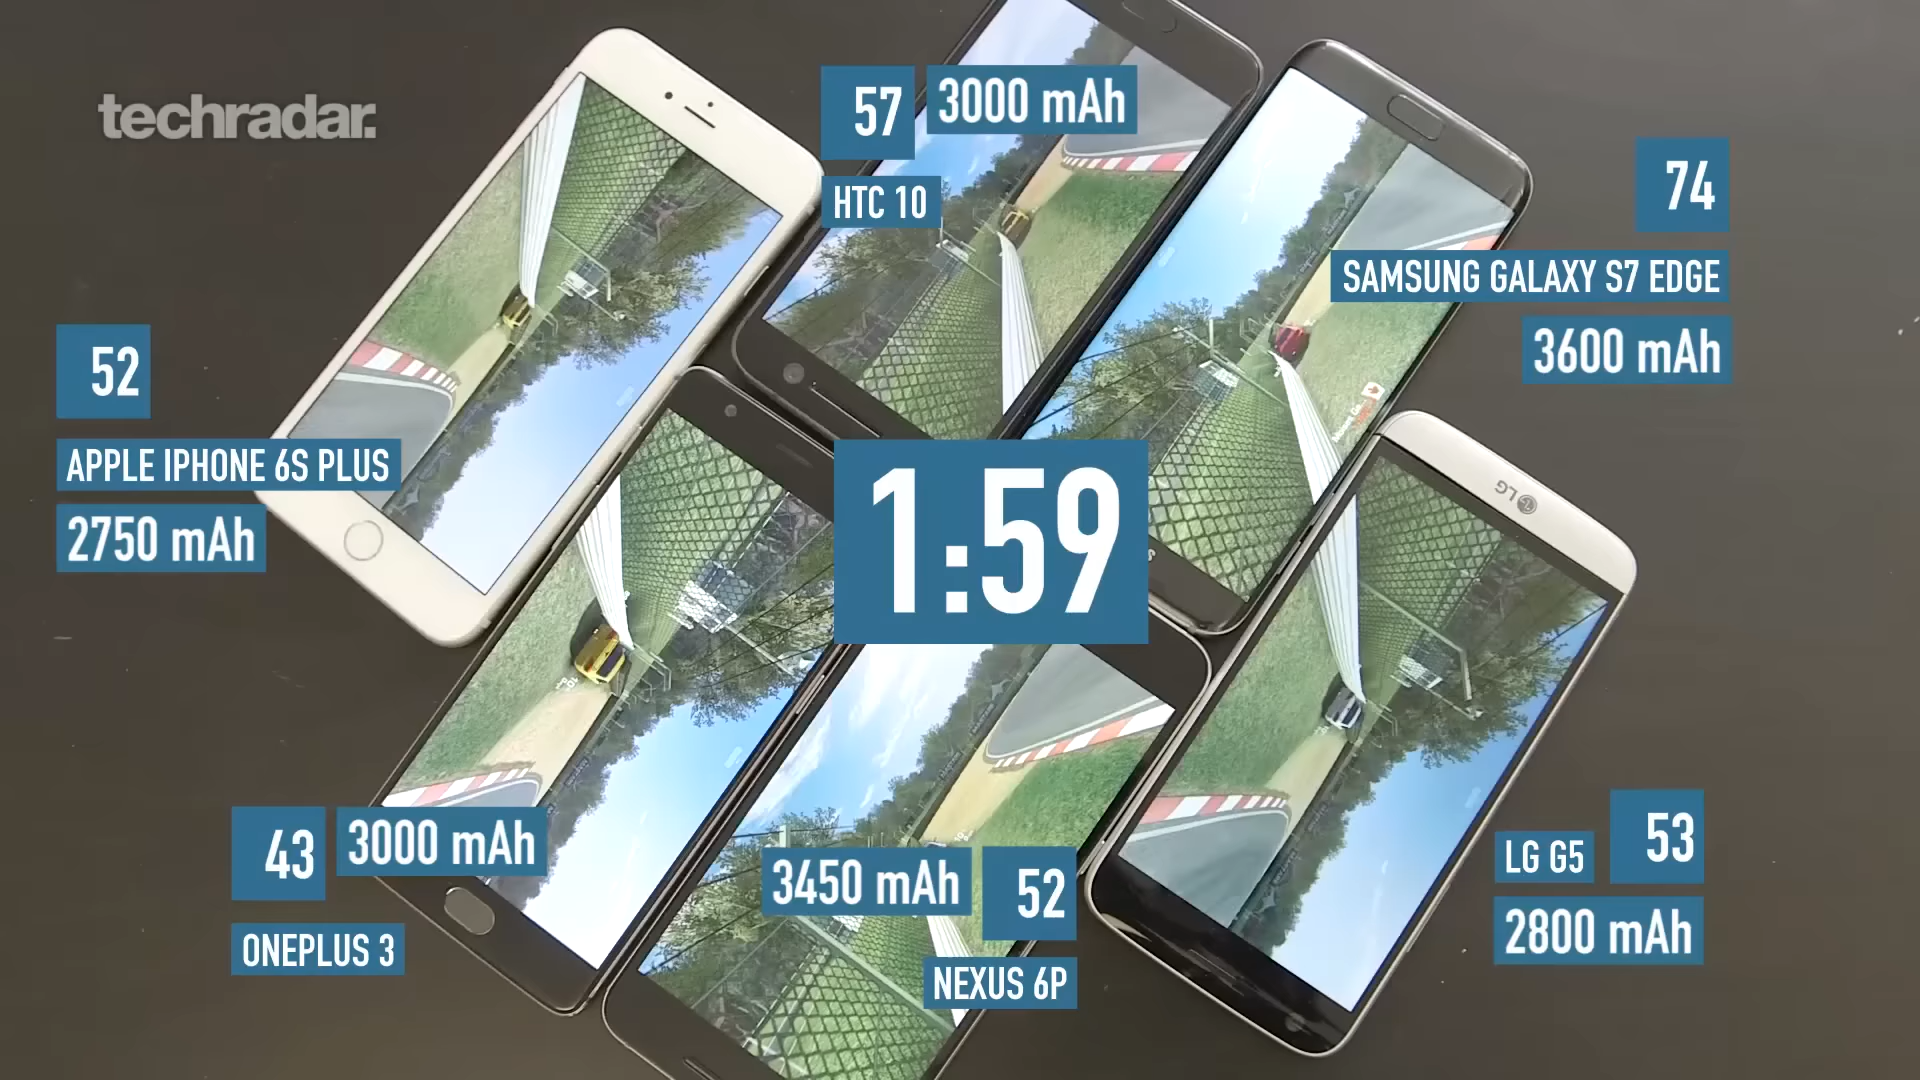 techradar.
57
3000 mAh
HTC 10
74
SAMSUNG GALAXY S7 EDGE
3600 mAh
52
APPLE IPHONE 6S PLUS
2750 mAh
1:59
LG
43
3000 mAh
ONEPLUS 3
3450 mAh
52
NEXUS 6P
LG G5
53
2800 mAh